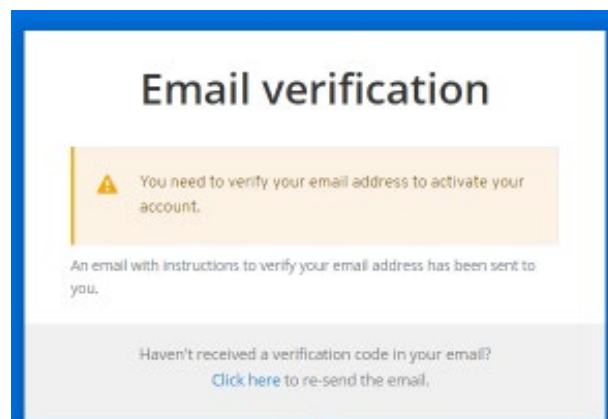 Email verification
You need to verify your email address to activate your
account.
An email with instructions to verify your email address has been sent to
you.
Haven't received a verification code in your email?
Click here to re-send the email.